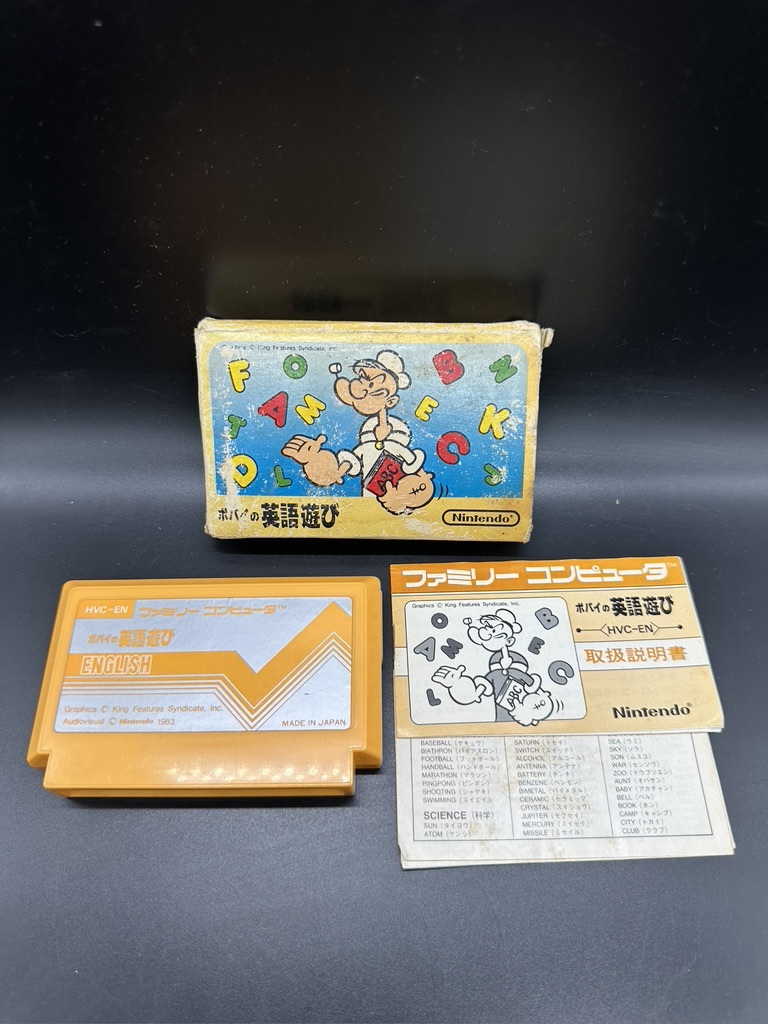 © King Features Syndicate, Inc.
F O B N
A M E K
T C
D L
ABC
ポパイの英語遊び
Nintendo®
HVC-EN ファミリー コンピュータ™
ポパイの英語遊び
ENGLISH
Graphics © King Features Syndicate, Inc.
Audiovisual © Nintendo 1983
MADE IN JAPAN
ファミリー コンピュータ™
Graphics © King Features Syndicate, Inc.
O B
A M E
L C
ABC
ポパイの英語遊び
HVC-EN
取扱説明書
Nintendo®
BASEBALL (ヤキュウ)
BIATHRON (バイアスロン)
FOOTBALL (フットボール)
HANDBALL (ハンドボール)
MARATHON (マラソン)
PINGPONG (ピンポン)
SHOOTING (シャゲキ)
SWIMMING (スイエイ)
SCIENCE (科学)
SUN (タイヨウ)
ATOM (ゲンシ)
SATURN (ドセイ)
SWITCH (スイッチ)
ALCOHOL (アルコール)
ANTENNA (アンテナ)
BATTERY (デンチ)
BENZENE (ベンゼン)
BIMETAL (バイメタル)
CERAMIC (セラミック)
CRYSTAL (スイショウ)
JUPITER (モクセイ)
MERCURY (スイセイ)
MISSILE (ミサイル)
SEA (ウミ)
SKY (ソラ)
SON (ムスコ)
WAR (センソウ)
ZOO (ドウブツエン)
AUNT (オバサン)
BABY (アカチャン)
BELL (ベル)
BOOK (ホン)
CAMP (キャンプ)
CITY (トカイ)
CLUB (クラブ)